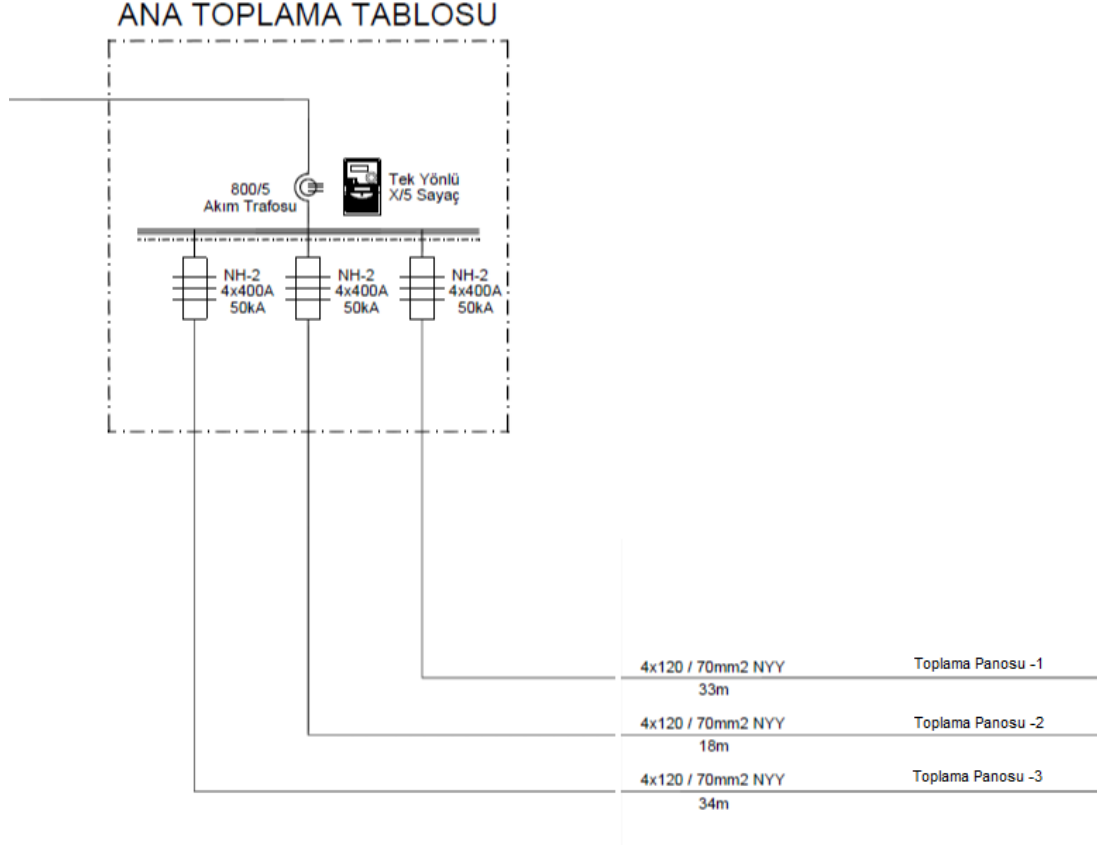 ANA TOPLAMA TABLOSU
800/5
Akım Trafosu
Tek Yönlü
X/5 Sayaç
NH-2
4x400A
50kA
NH-2
4x400A
50kA
NH-2
4x400A
50kA
4x120 / 70mm2 NYY
Toplama Panosu -1
33m
4x120 / 70mm2 NYY
Toplama Panosu -2
18m
4x120 / 70mm2 NYY
Toplama Panosu -3
34m